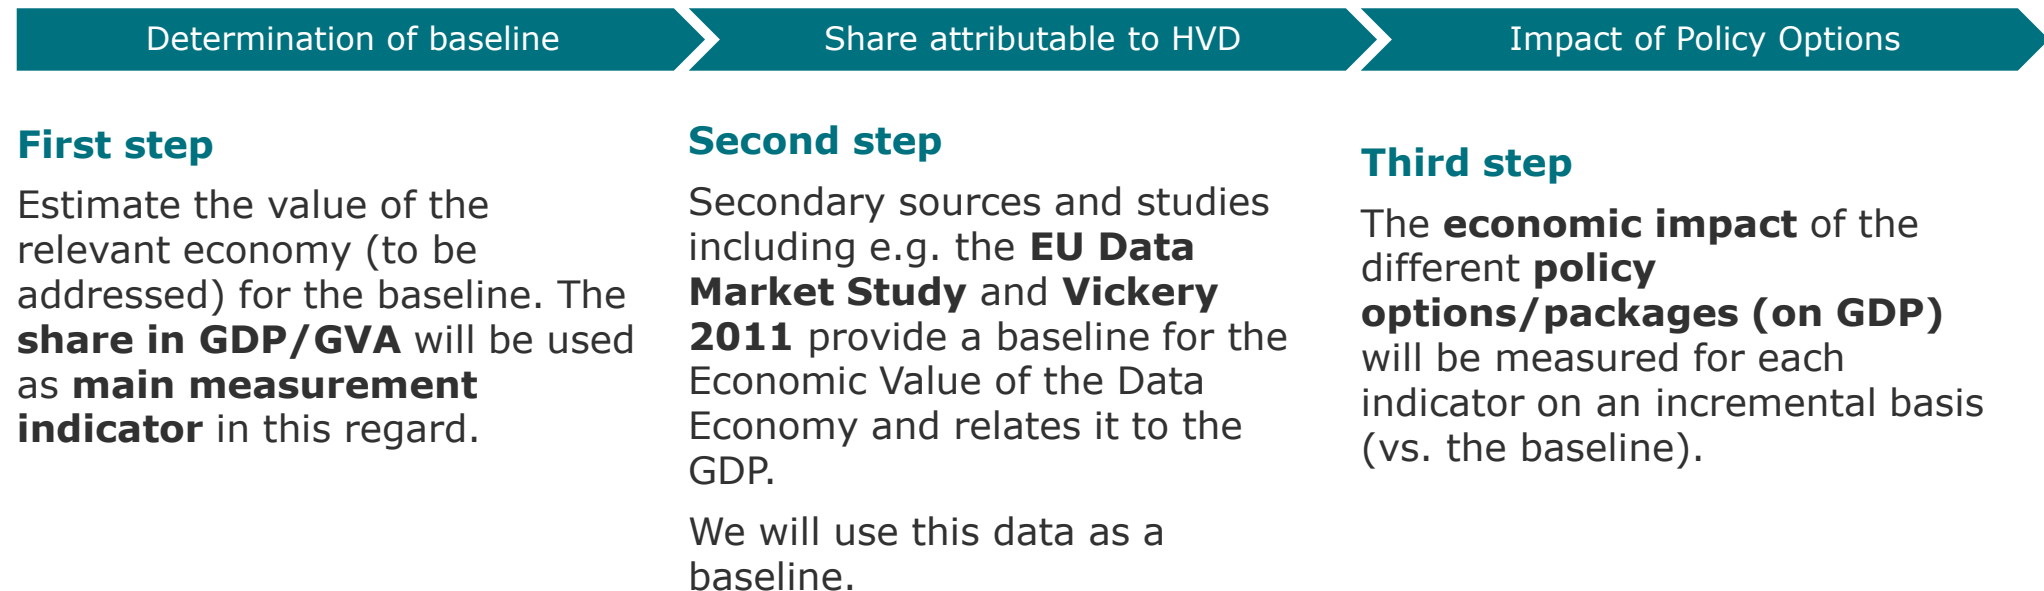 Determination of baseline
Share attributable to HVD
Impact of Policy Options
First step
Estimate the value of the
relevant economy (to be
addressed) for the baseline. The
share in GDP/GVA will be used
as main measurement
indicator in this regard.
Second step
Secondary sources and studies
including e.g. the EU Data
Market Study and Vickery
2011 provide a baseline for the
Economic Value of the Data
Economy and relates it to the
GDP.
We will use this data as a
baseline.
Third step
The economic impact of the
different policy
options/packages (on GDP)
will be measured for each
indicator on an incremental basis
(vs. the baseline).